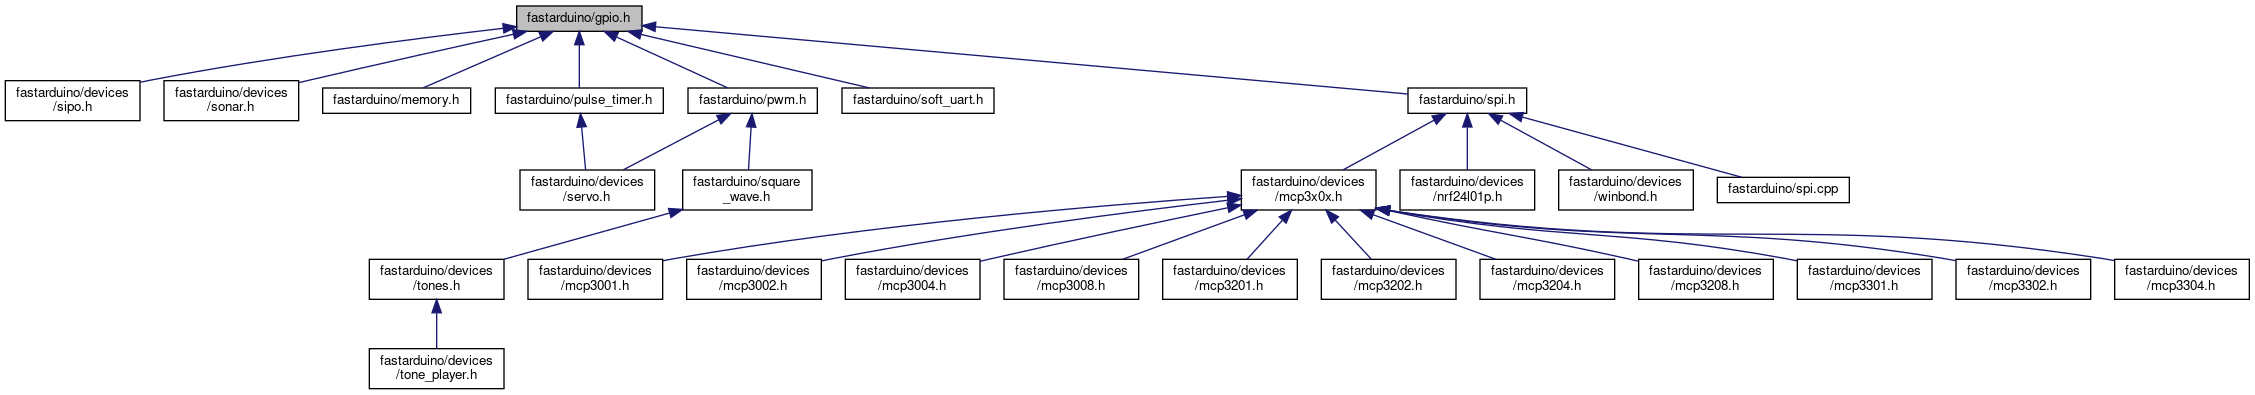 fastarduino/gpio.h
fastarduino/devices
/sipo.h
fastarduino/devices
/sonar.h
fastarduino/memory.h
fastarduino/pulse_timer.h
fastarduino/pwm.h
fastarduino/soft_uart.h
fastarduino/spi.h
fastarduino/devices
/servo.h
fastarduino/square
_wave.h
fastarduino/devices
/mcp3x0x.h
fastarduino/devices
/nrf24l01p.h
fastarduino/devices
/winbond.h
fastarduino/spi.cpp
fastarduino/devices
/tones.h
fastarduino/devices
/mcp3001.h
fastarduino/devices
/mcp3002.h
fastarduino/devices
/mcp3004.h
fastarduino/devices
/mcp3008.h
fastarduino/devices
/mcp3201.h
fastarduino/devices
/mcp3202.h
fastarduino/devices
/mcp3204.h
fastarduino/devices
/mcp3208.h
fastarduino/devices
/mcp3301.h
fastarduino/devices
/mcp3302.h
fastarduino/devices
/mcp3304.h
fastarduino/devices
/tone_player.h